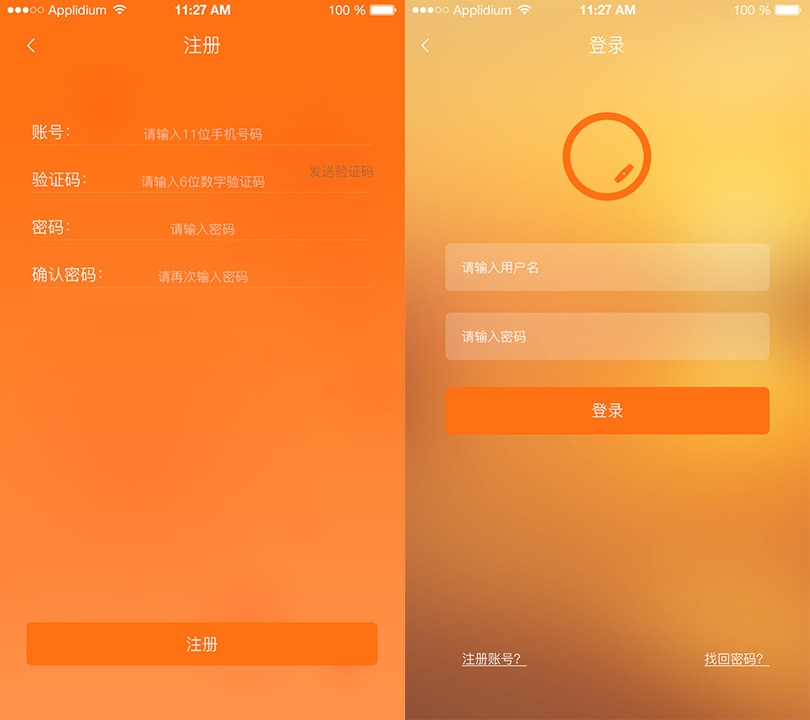 Applidium 11:27 AM 100 %
注册
账号： 请输入11位手机号码
验证码： 请输入6位数字验证码 发送验证码
密码： 请输入密码
确认密码： 请再次输入密码
注册
Applidium 11:27 AM 100 %
登录
请输入用户名
请输入密码
登录
注册账号？ 找回密码？